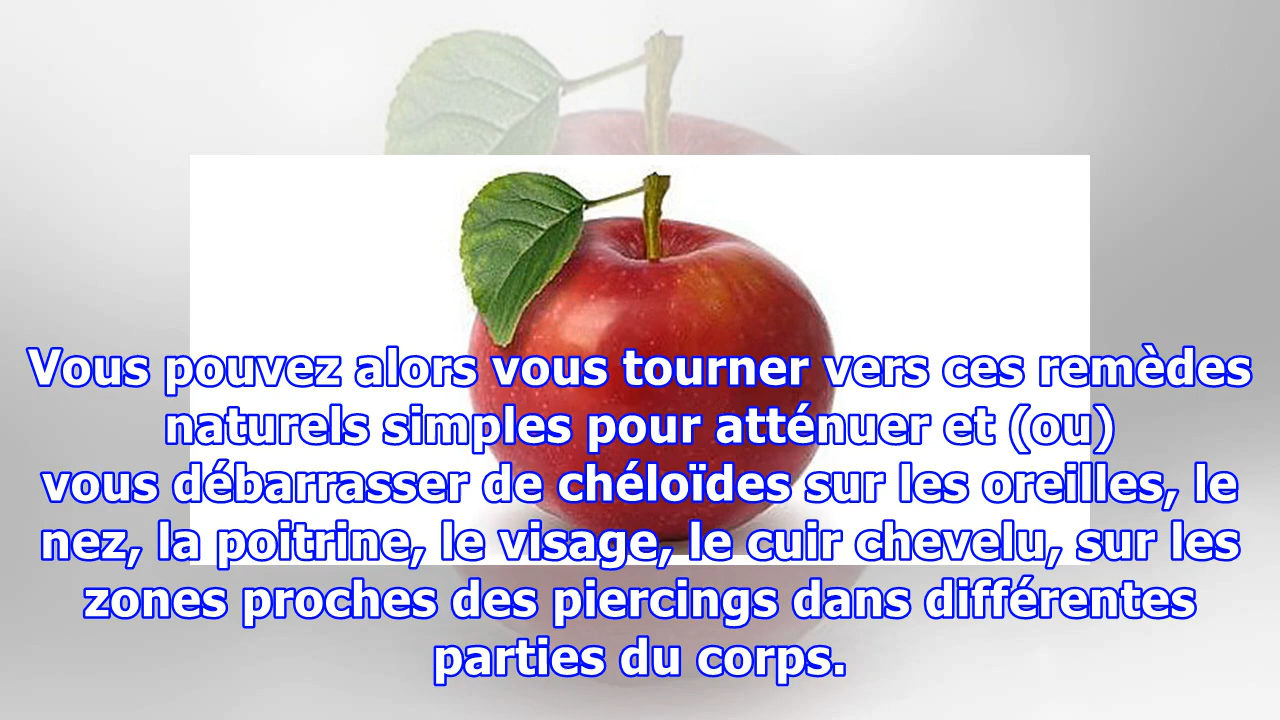 Vous pouvez alors vous tourner vers ces remèdes
naturels simples pour atténuer et (ou)
vous débarrasser de chéloïdes sur les oreilles, le
nez, la poitrine, le visage, le cuir chevelu, sur les
zones proches des piercings dans différentes
parties du corps.